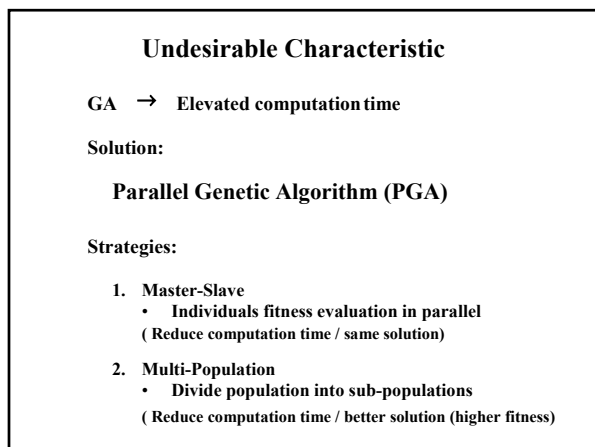 Undesirable Characteristic
GA → Elevated computation time
Solution:
Parallel Genetic Algorithm (PGA)
Strategies:
1. Master-Slave
• Individuals fitness evaluation in parallel
( Reduce computation time / same solution)
2. Multi-Population
• Divide population into sub-populations
( Reduce computation time / better solution (higher fitness)